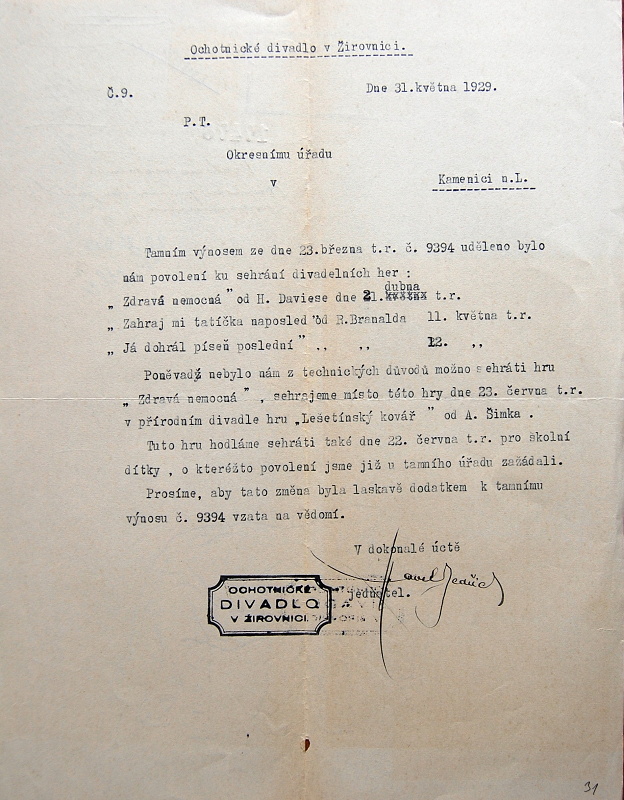 Ochotnické divadlo v Žirovnici.
Č.9.
Dne 31.května 1929.
P.T.
Okresnímu úřadu
v
Kamenici n.L.
Tamním výnosem ze dne 23.března t.r. č. 9394 uděleno bylo
nám povolení ku sehrání divadelních her :
dubna
„ Zdravá nemocná " od H. Daviese dne 21. t.r.
„ Zahraj mi tatíčka naposled "od R.Branalda 11. května t.r.
„ Já dohrál píseň poslední " ,, ,, 12. ,,
Poněvadž nebylo nám z technických důvodů možno sehráti hru
„ Zdravá nemocná " , sehrajeme místo této hry dne 23. června t.r.
v přírodním divadle hru „Lešetínský kovář " od A. Šimka .
Tuto hru hodláme sehráti také dne 22. června t.r. pro školní
dítky , o kteréžto povolení jsme již u tamního úřadu zažádali.
Prosíme, aby tato změna byla laskavě dodatkem k tamnímu
výnosu č. 9394 vzata na vědomí.
V dokonalé úctě
jednatel.
OCHOTNICKÉ
DIVADLO
V ŽIROVNICI.
31